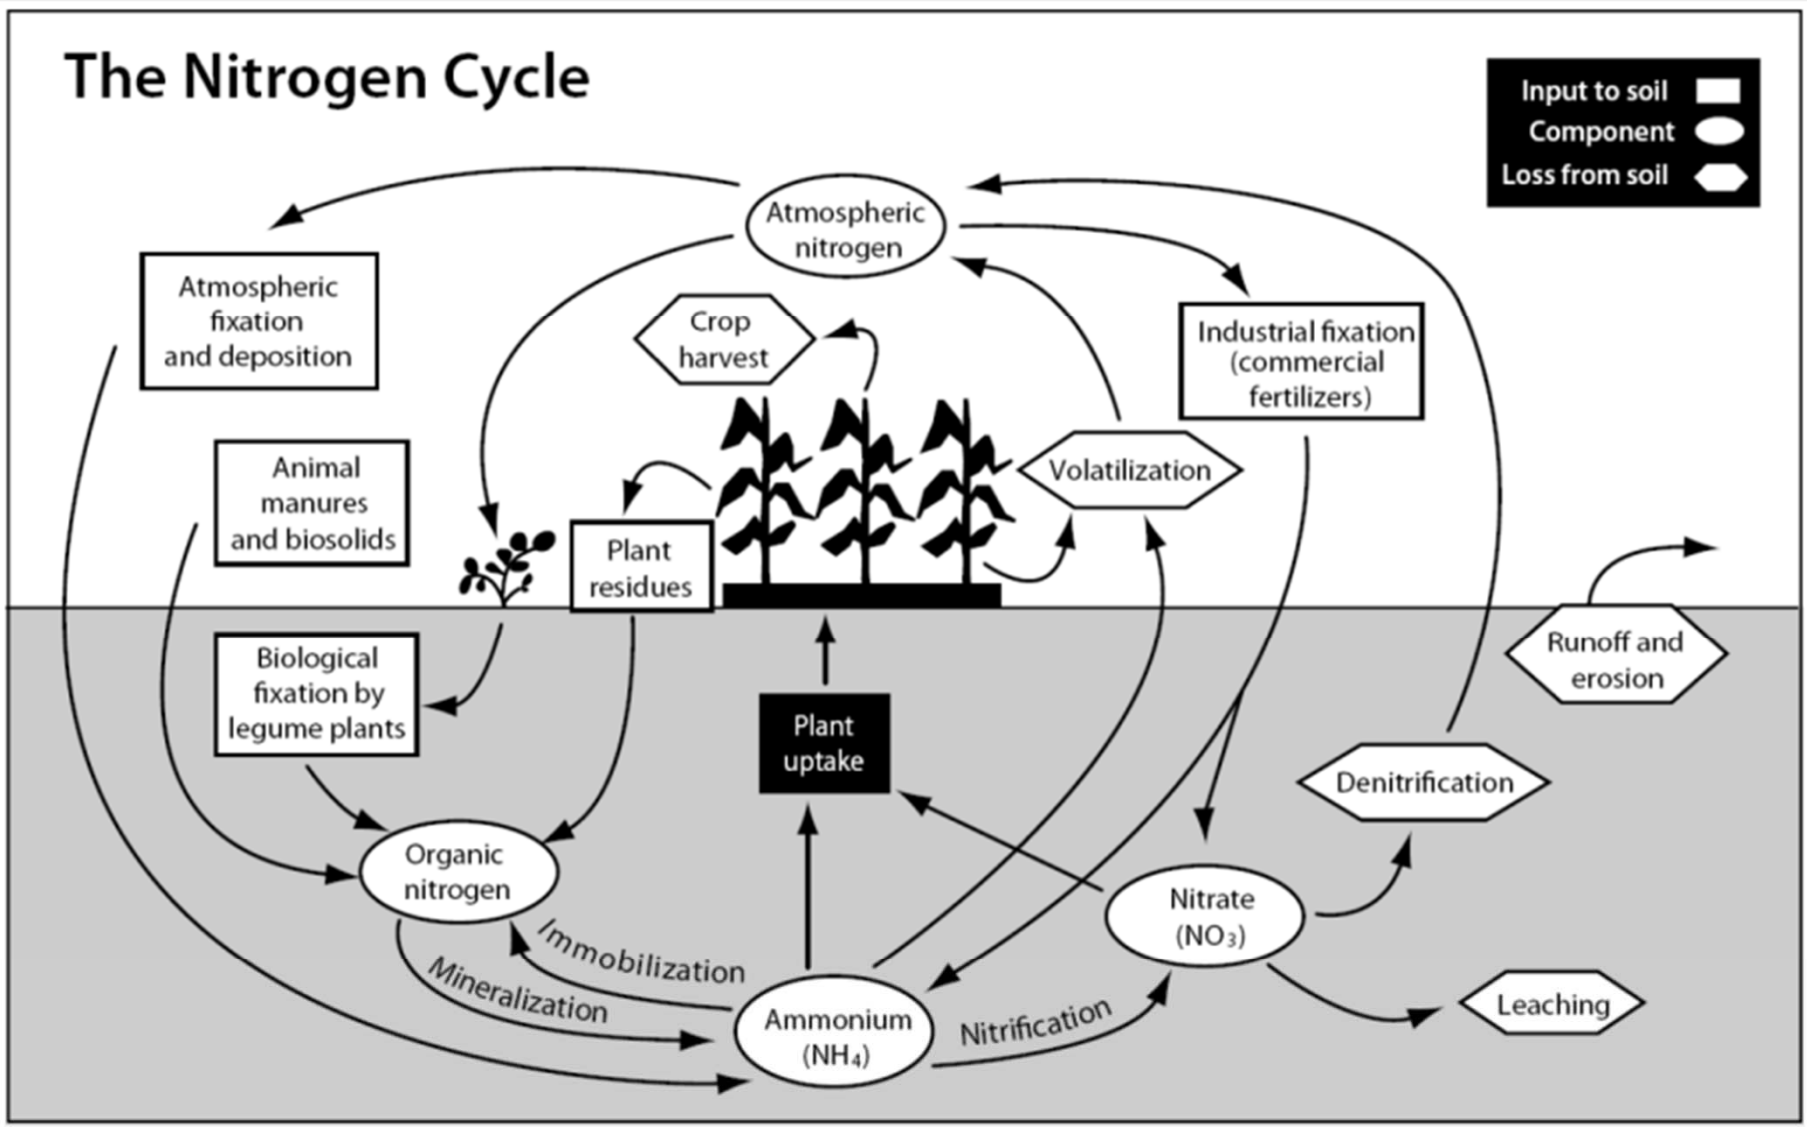 The Nitrogen Cycle
Input to soil
Component
Loss from soil
Atmospheric
nitrogen
Atmospheric
fixation
and deposition
Crop
harvest
Industrial fixation
(commercial
fertilizers)
Animal
manures
and biosolids
Volatilization
Plant
residues
Biological
fixation by
legume plants
Runoff and
erosion
Plant
uptake
Denitrification
Organic
nitrogen
Nitrate
(NO₃)
Immobilization
Mineralization
Ammonium
(NH₄)
Nitrification
Leaching